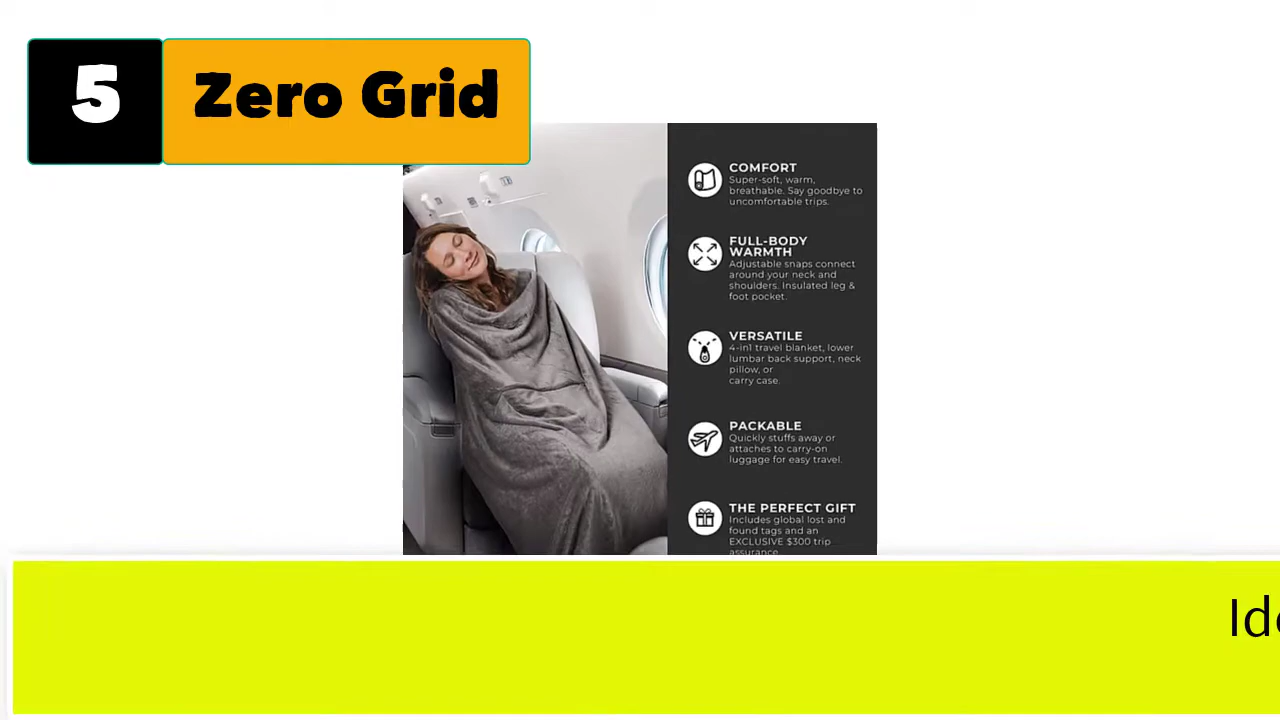 5 Zero Grid
COMFORT
Super-soft, warm,
breathable. Say goodbye to
uncomfortable trips.
FULL-BODY
WARMTH
Adjustable snaps connect
around your neck and
shoulders. Insulated leg &
foot pocket.
VERSATILE
4-in1 travel blanket, lower
lumbar back support, neck
pillow, or
carry case.
PACKABLE
Quickly stuffs away or
attaches to carry-on
luggage for easy travel.
THE PERFECT GIFT
Includes global lost and
found tags and an
EXCLUSIVE $300 trip
assurance